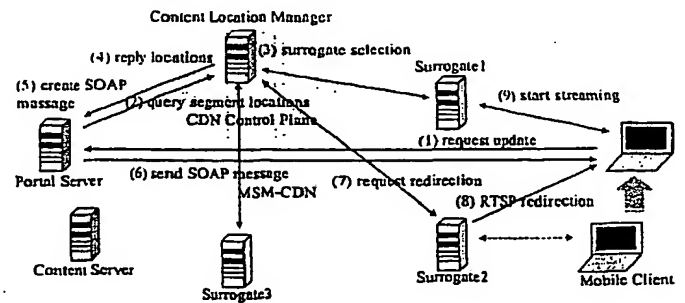 Content Location Manager
(4) reply locations
(3) surrogate selection
Surrogate1
(5) create SOAP
message
(2) query segment locations
(9) start streaming
CDN Control Plane
(1) request update
Portal Server
(6) send SOAP message
(7) request redirection
MSM-CDN
(8) RTSP redirection
Content Server
Surrogate3
Surrogate2
Mobile Client